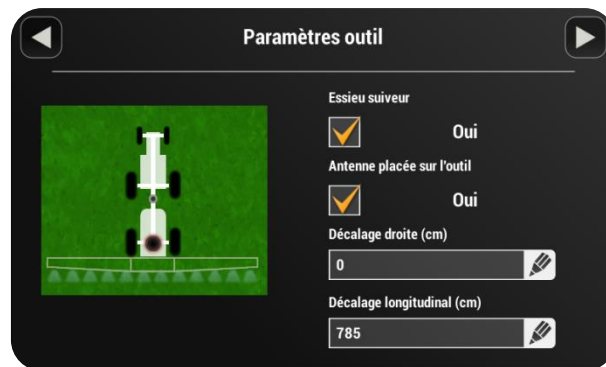 Paramètres outil
Essieu suiveur
Oui
Antenne placée sur l'outil
Oui
Décalage droite (cm)
0
Décalage longitudinal (cm)
785